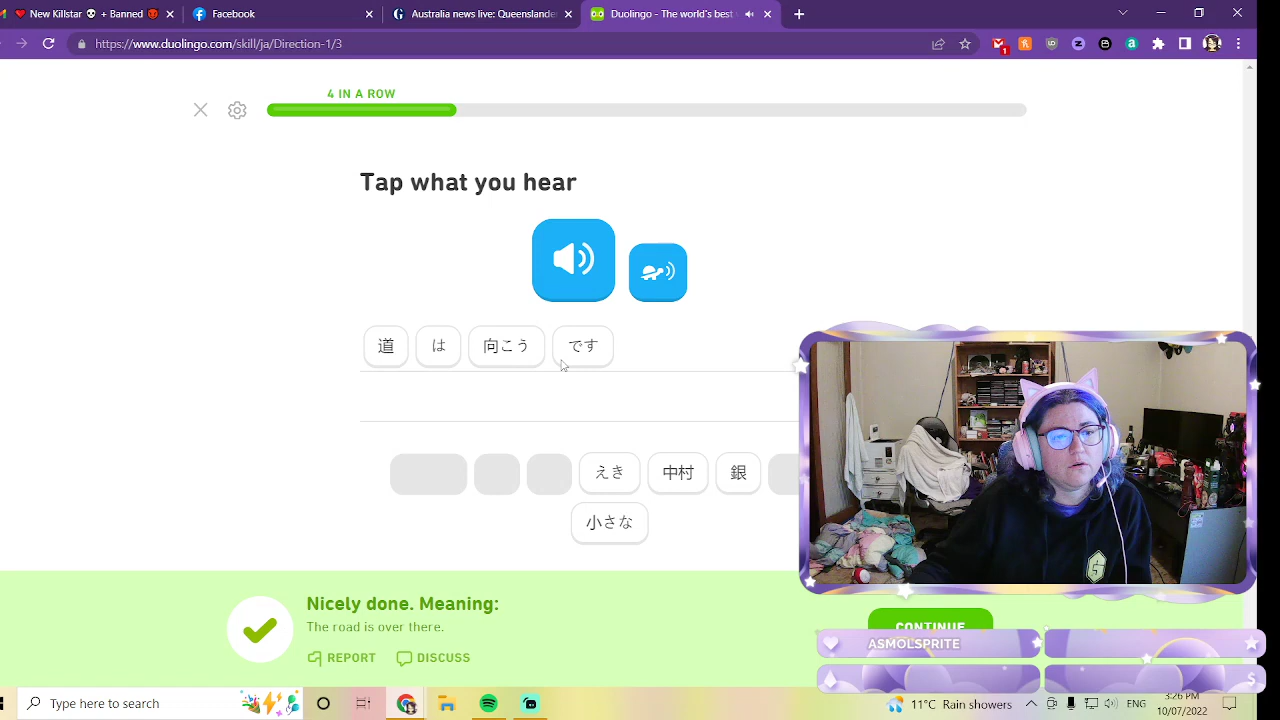 New Killstar 💀 + Banned 👹
Facebook
Australia news live: Queenslande
Duolingo - The world's best
https://www.duolingo.com/skill/ja/Direction-1/3
4 IN A ROW
Tap what you hear
道 は 向こう です
えき 中村 銀
小さな
Nicely done. Meaning:
The road is over there.
REPORT DISCUSS
CONTINUE
ASMOLSPRITE
Type here to search
11°C Rain showers
3:26 PM
10/07/2022